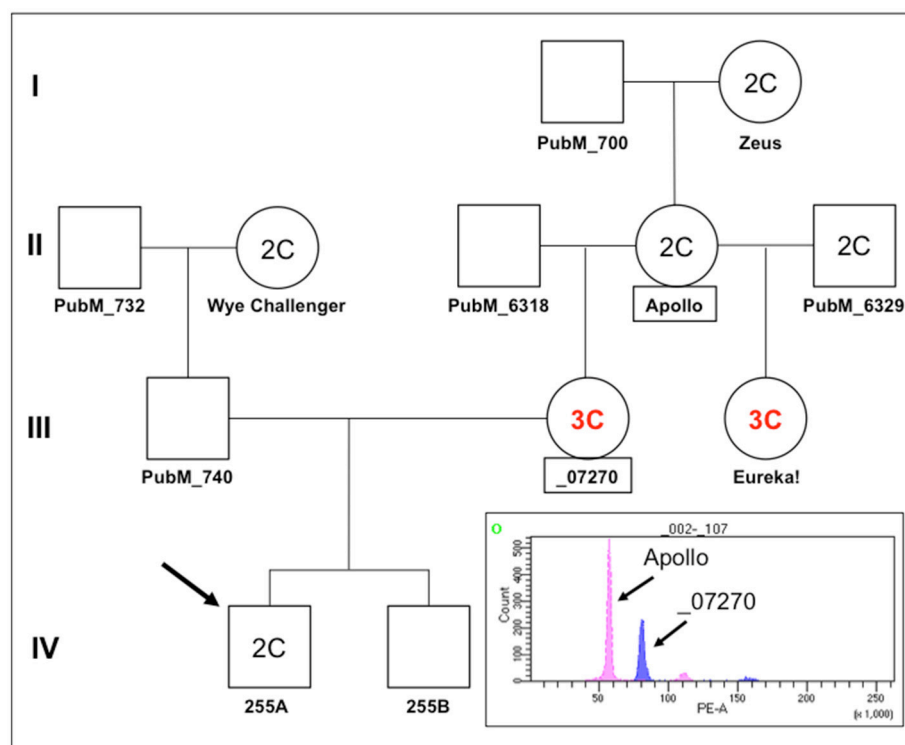 I
2C
PubM_700
Zeus
II
2C
2C
2C
PubM_732
Wye Challenger
PubM_6318
Apollo
PubM_6329
III
3C
3C
PubM_740
_07270
Eureka!
IV
2C
255A
255B
O
_002-_107
Count
0
100
200
300
400
500
Apollo
_07270
50
100
150
200
250
PE-A
(x 1,000)